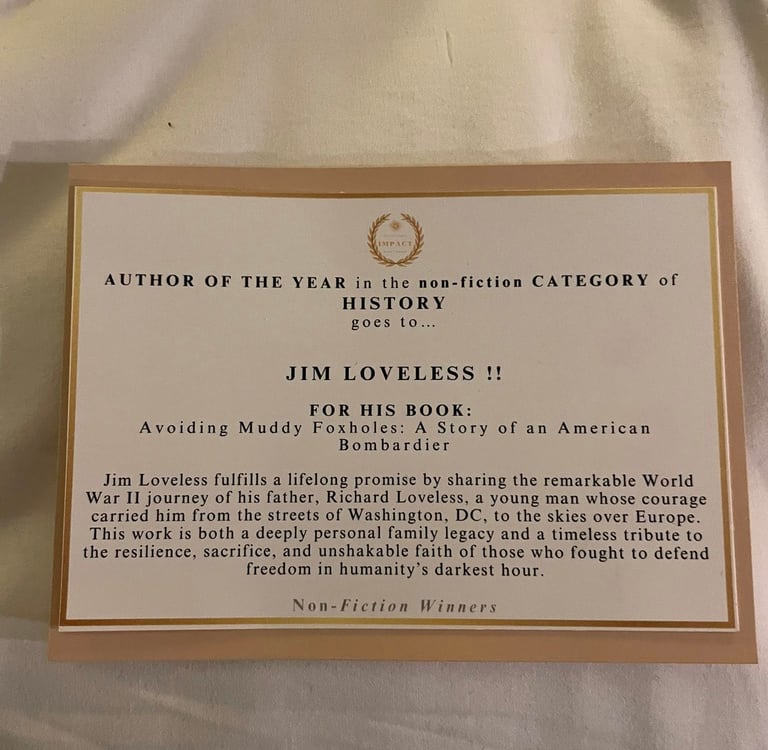 IMPACT
AUTHOR OF THE YEAR in the non-fiction CATEGORY of
HISTORY
goes to...
JIM LOVELESS !!
FOR HIS BOOK:
Avoiding Muddy Foxholes: A Story of an American
Bombardier
Jim Loveless fulfills a lifelong promise by sharing the remarkable World
War II journey of his father, Richard Loveless, a young man whose courage
carried him from the streets of Washington, DC, to the skies over Europe.
This work is both a deeply personal family legacy and a timeless tribute to
the resilience, sacrifice, and unshakable faith of those who fought to defend
freedom in humanity's darkest hour.
Non-Fiction Winners